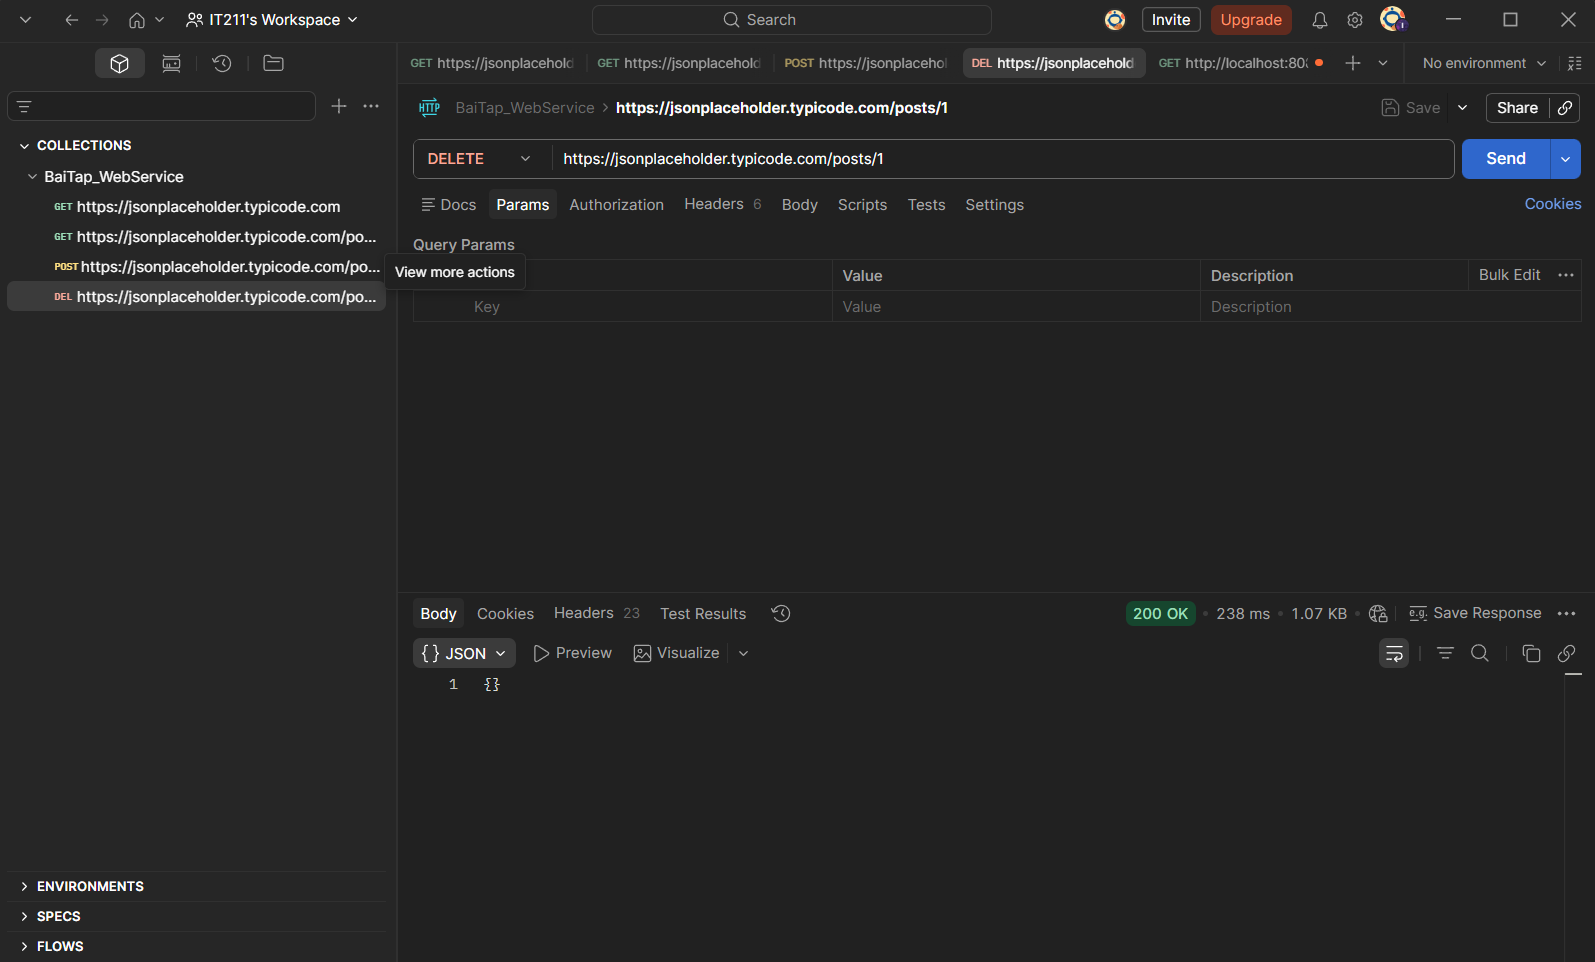 IT211's Workspace
Search
Invite
Upgrade
GET https://jsonplacehold
GET https://jsonplacehold
POST https://jsonplacehol
DEL https://jsonplacehold
GET http://localhost:808
No environment
BaiTap_WebService > https://jsonplaceholder.typicode.com/posts/1
Save
Share
COLLECTIONS
BaiTap_WebService
GET https://jsonplaceholder.typicode.com
GET https://jsonplaceholder.typicode.com/po...
POST https://jsonplaceholder.typicode.com/po...
DEL https://jsonplaceholder.typicode.com/po...
ENVIRONMENTS
SPECS
FLOWS
HTTP
DELETE
https://jsonplaceholder.typicode.com/posts/1
Send
Docs
Params
Authorization
Headers 6
Body
Scripts
Tests
Settings
Cookies
Query Params
View more actions
Value
Description
Bulk Edit
Key
Value
Description
Body
Cookies
Headers 23
Test Results
200 OK
238 ms
1.07 KB
e.g. Save Response
{} JSON
Preview
Visualize
1 {}